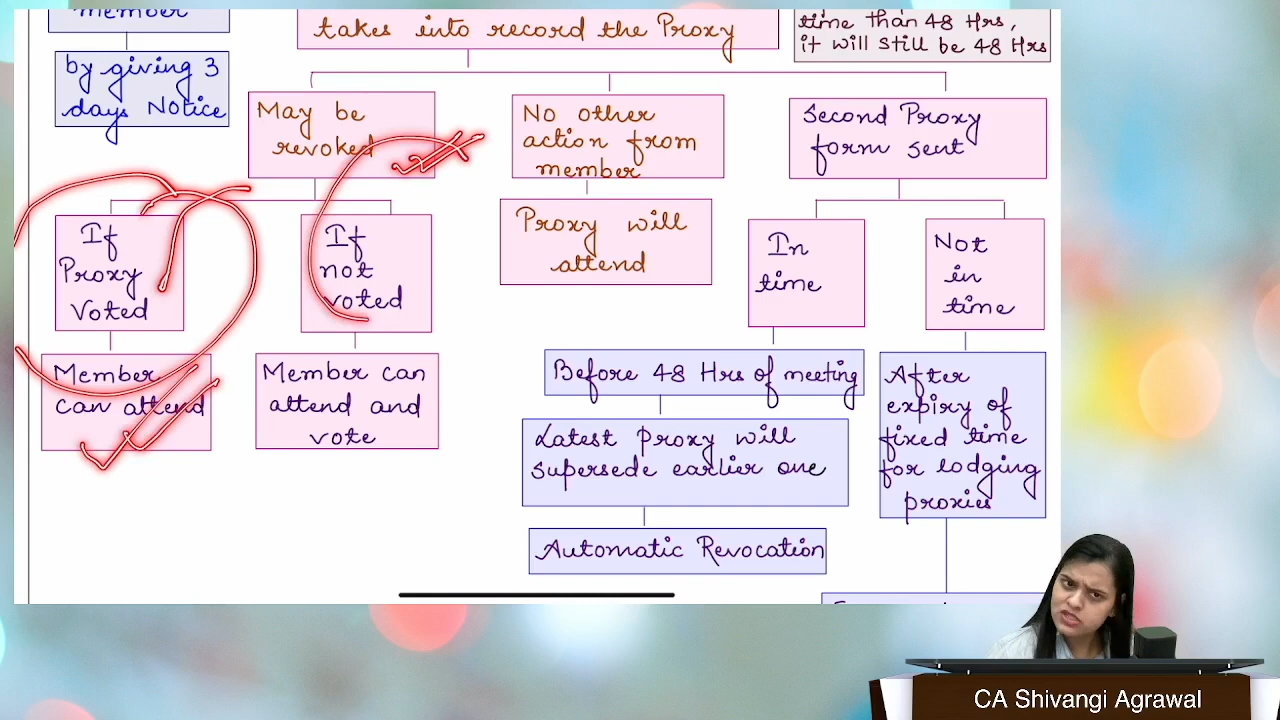 member
by giving 3
days Notice
takes into record the Proxy
time than 48 Hrs,
it will still be 48 Hrs
May be
revoked
No other
action from
member
Second Proxy
form sent
If
Proxy
Voted
If
not
voted
Proxy will
attend
In
time
Not
in
time
Member
can attend
Member can
attend and
vote
Before 48 Hrs of meeting
Latest proxy will
supersede earlier one
Automatic Revocation
After
expiry of
fixed time
for lodging
proxies
CA Shivangi Agrawal